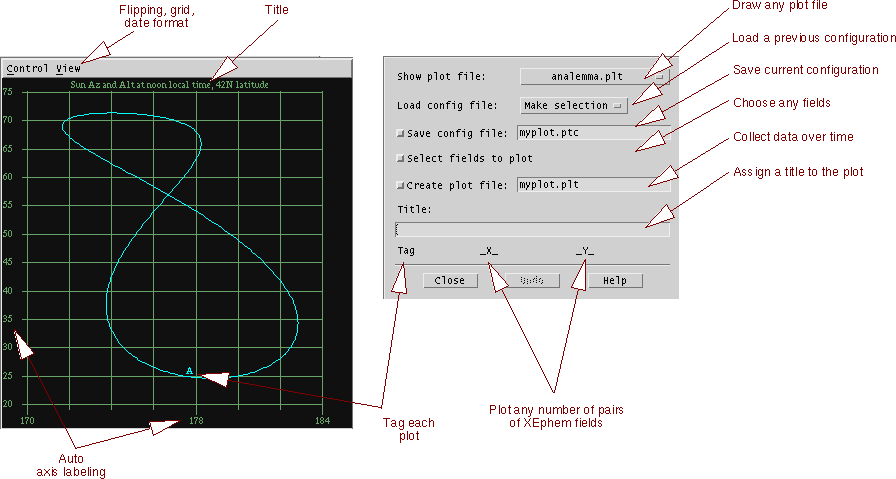 Flipping, grid,
date format
Title
Control View
Sun Az and Alt at noon local time, 42N latitude
75
70
65
60
55
50
45
40
35
30
25
20
170
178
184
A
Auto
axis labeling
Tag each
plot
Show plot file:
analemma.plt
Load config file:
Make selection
Save config file:
myplot.ptc
Select fields to plot
Create plot file:
myplot.plt
Title:
Tag
_X_
_Y_
Close
Undo
Help
Draw any plot file
Load a previous configuration
Save current configuration
Choose any fields
Collect data over time
Assign a title to the plot
Plot any number of pairs
of XEphem fields